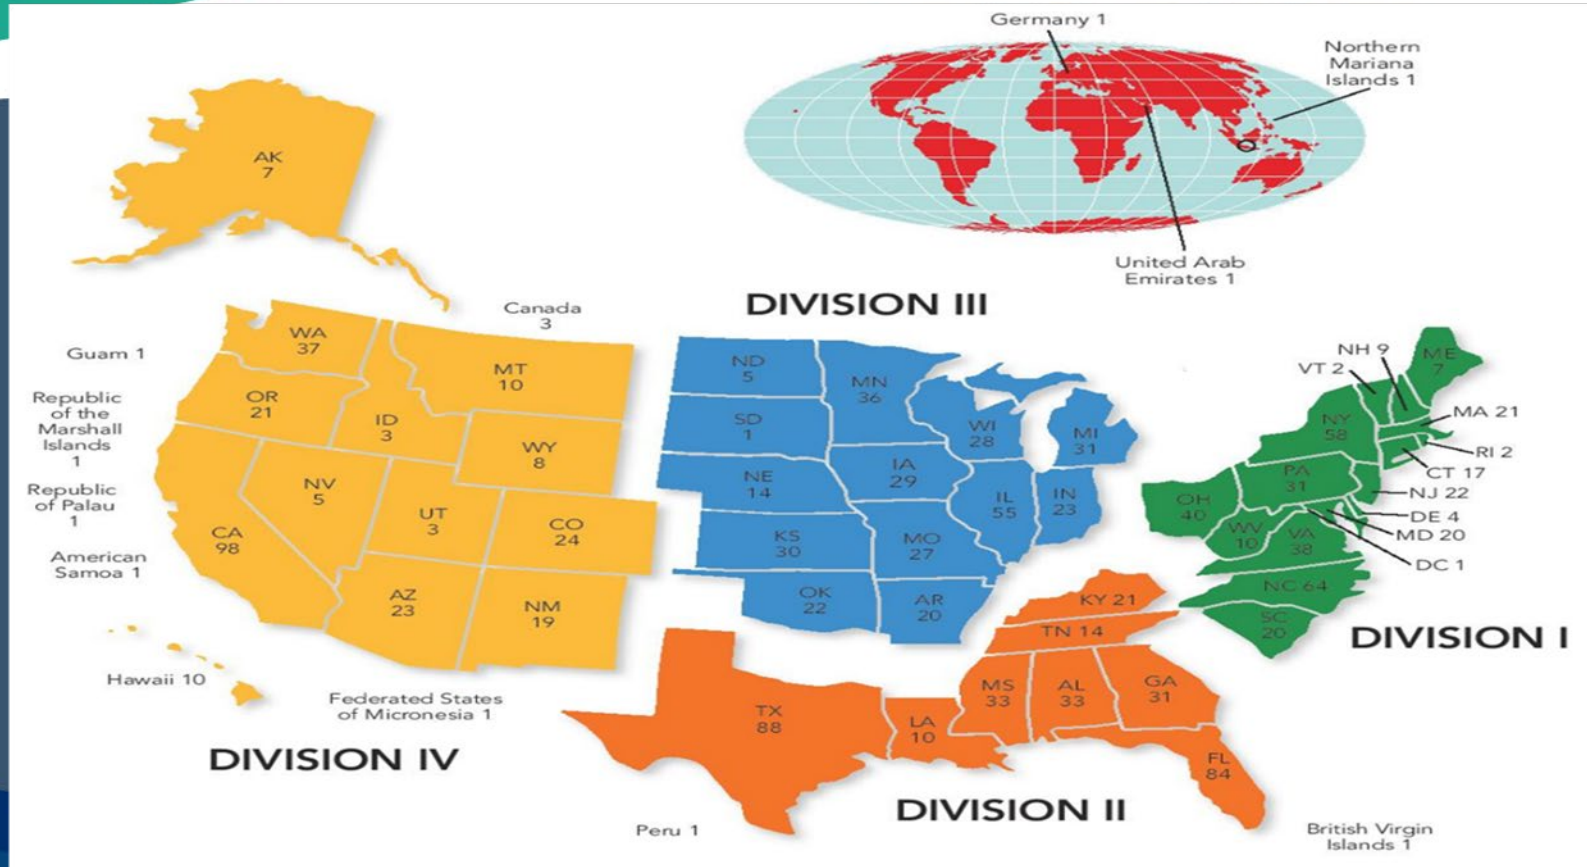 Germany 1
Northern
Mariana
Islands 1
United Arab
Emirates 1
AK
7
DIVISION III
Canada
3
Guam 1
Republic
of the
Marshall
Islands
1
Republic
of Palau
1
American
Samoa 1
Hawaii 10
Federated States
of Micronesia 1
DIVISION IV
WA
37
OR
21
ID
3
MT
10
WY
8
NV
5
UT
3
CO
24
CA
98
AZ
23
NM
19
ND
5
SD
1
NE
14
KS
30
OK
22
MN
36
IA
29
MO
27
AR
20
WI
28
IL
55
MI
31
IN
23
KY 21
TN 14
MS
33
AL
33
GA
31
TX
88
LA
10
FL
84
DIVISION II
Peru 1
British Virgin
Islands 1
NH 9
VT 2
ME
7
MA 21
RI 2
CT 17
NJ 22
DE 4
MD 20
DC 1
NY
58
PA
31
OH
40
WV
10
VA
38
NC 64
SC
20
DIVISION I